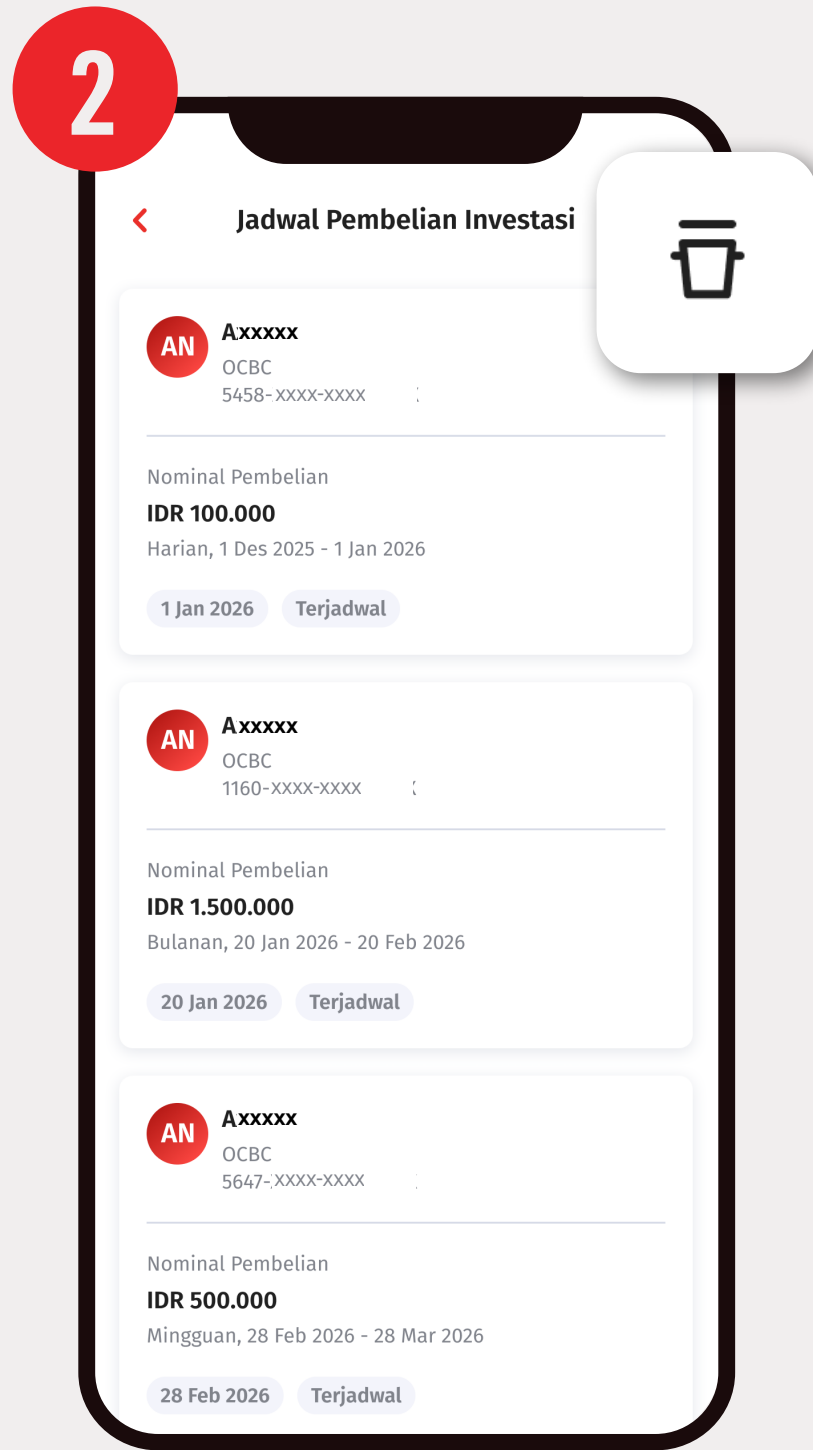 2
Jadwal Pembelian Investasi
AN
Axxxxx
OCBC
5458-xxxx-xxxx
Nominal Pembelian
IDR 100.000
Harian, 1 Des 2025 - 1 Jan 2026
1 Jan 2026 Terjadwal
AN
Axxxxx
OCBC
1160-xxxx-xxxx
Nominal Pembelian
IDR 1.500.000
Bulanan, 20 Jan 2026 - 20 Feb 2026
20 Jan 2026 Terjadwal
AN
Axxxxx
OCBC
5647-xxxx-xxxx
Nominal Pembelian
IDR 500.000
Mingguan, 28 Feb 2026 - 28 Mar 2026
28 Feb 2026 Terjadwal